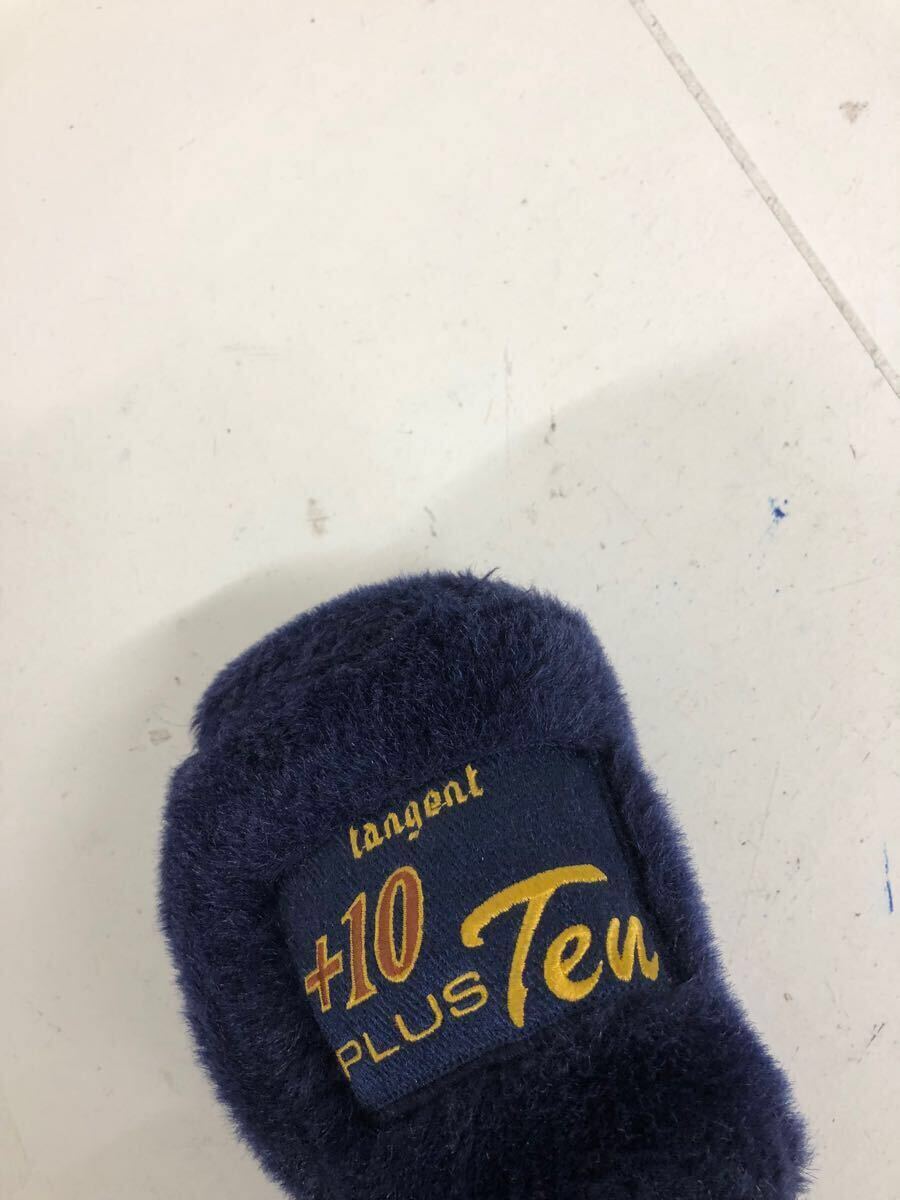 tangent
+10
PLUS Ten